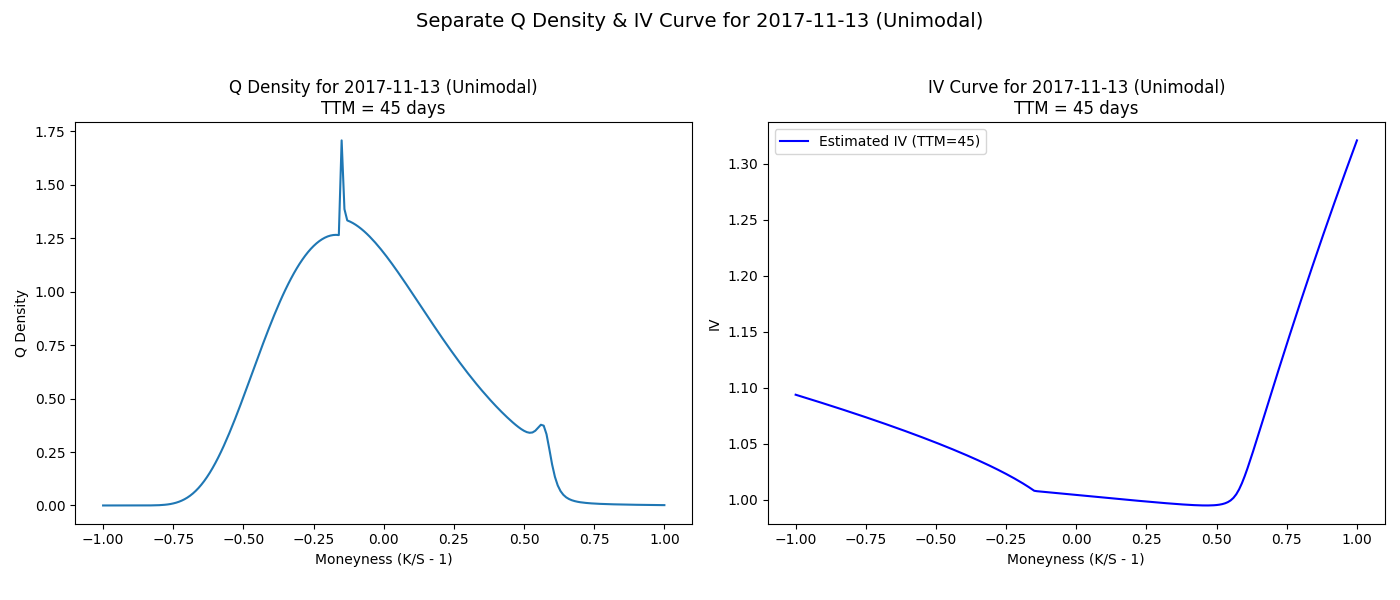 Separate Q Density & IV Curve for 2017-11-13 (Unimodal)
Q Density for 2017-11-13 (Unimodal)
TTM = 45 days
1.75
1.50
1.25
1.00
0.75
0.50
0.25
0.00
Q Density
−1.00 −0.75 −0.50 −0.25 0.00 0.25 0.50 0.75 1.00
Moneyness (K/S - 1)
IV Curve for 2017-11-13 (Unimodal)
TTM = 45 days
Estimated IV (TTM=45)
1.30
1.25
1.20
1.15
1.10
1.05
1.00
IV
−1.00 −0.75 −0.50 −0.25 0.00 0.25 0.50 0.75 1.00
Moneyness (K/S - 1)